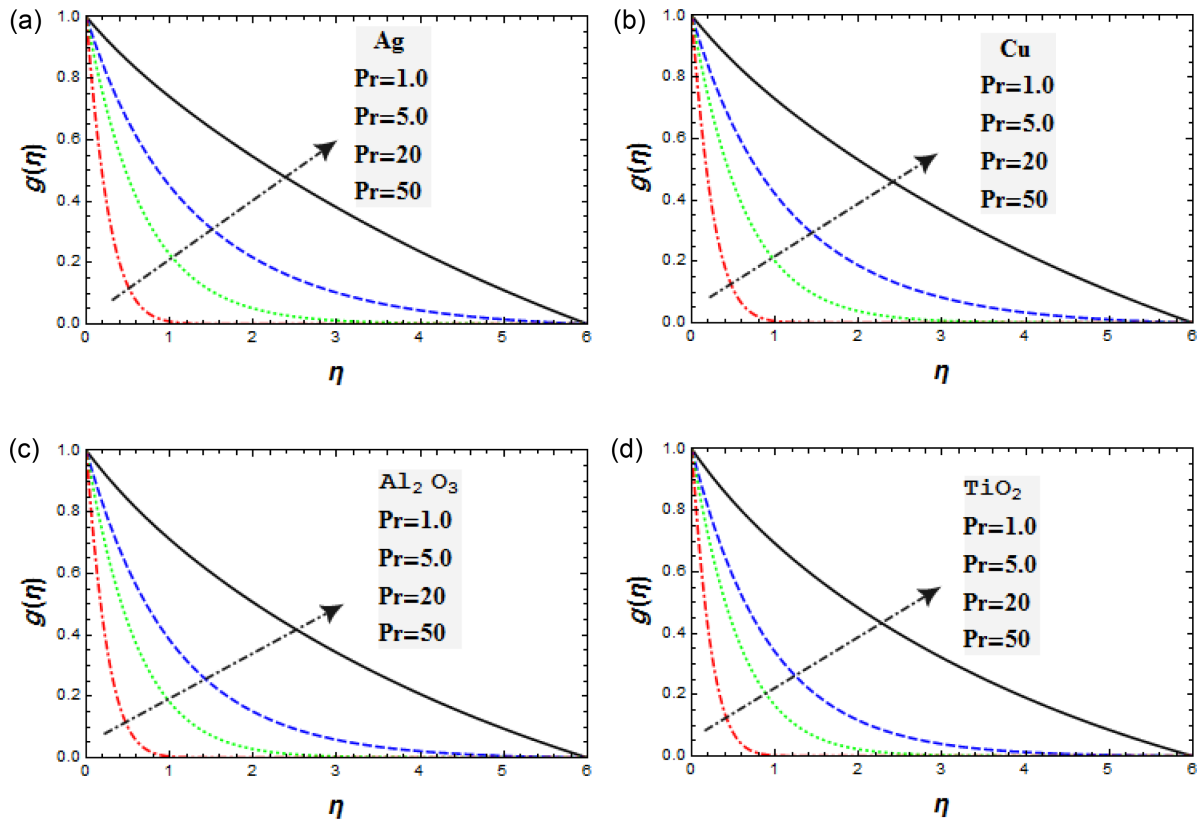 (a)
Ag
Pr=1.0
Pr=5.0
Pr=20
Pr=50
g(η)
1.0
0.8
0.6
0.4
0.2
0.0
0 1 2 3 4 5 6
η
(b)
Cu
Pr=1.0
Pr=5.0
Pr=20
Pr=50
g(η)
1.0
0.8
0.6
0.4
0.2
0.0
0 1 2 3 4 5 6
η
(c)
Al₂ O₃
Pr=1.0
Pr=5.0
Pr=20
Pr=50
g(η)
1.0
0.8
0.6
0.4
0.2
0.0
0 1 2 3 4 5 6
η
(d)
TiO₂
Pr=1.0
Pr=5.0
Pr=20
Pr=50
g(η)
1.0
0.8
0.6
0.4
0.2
0.0
0 1 2 3 4 5 6
η